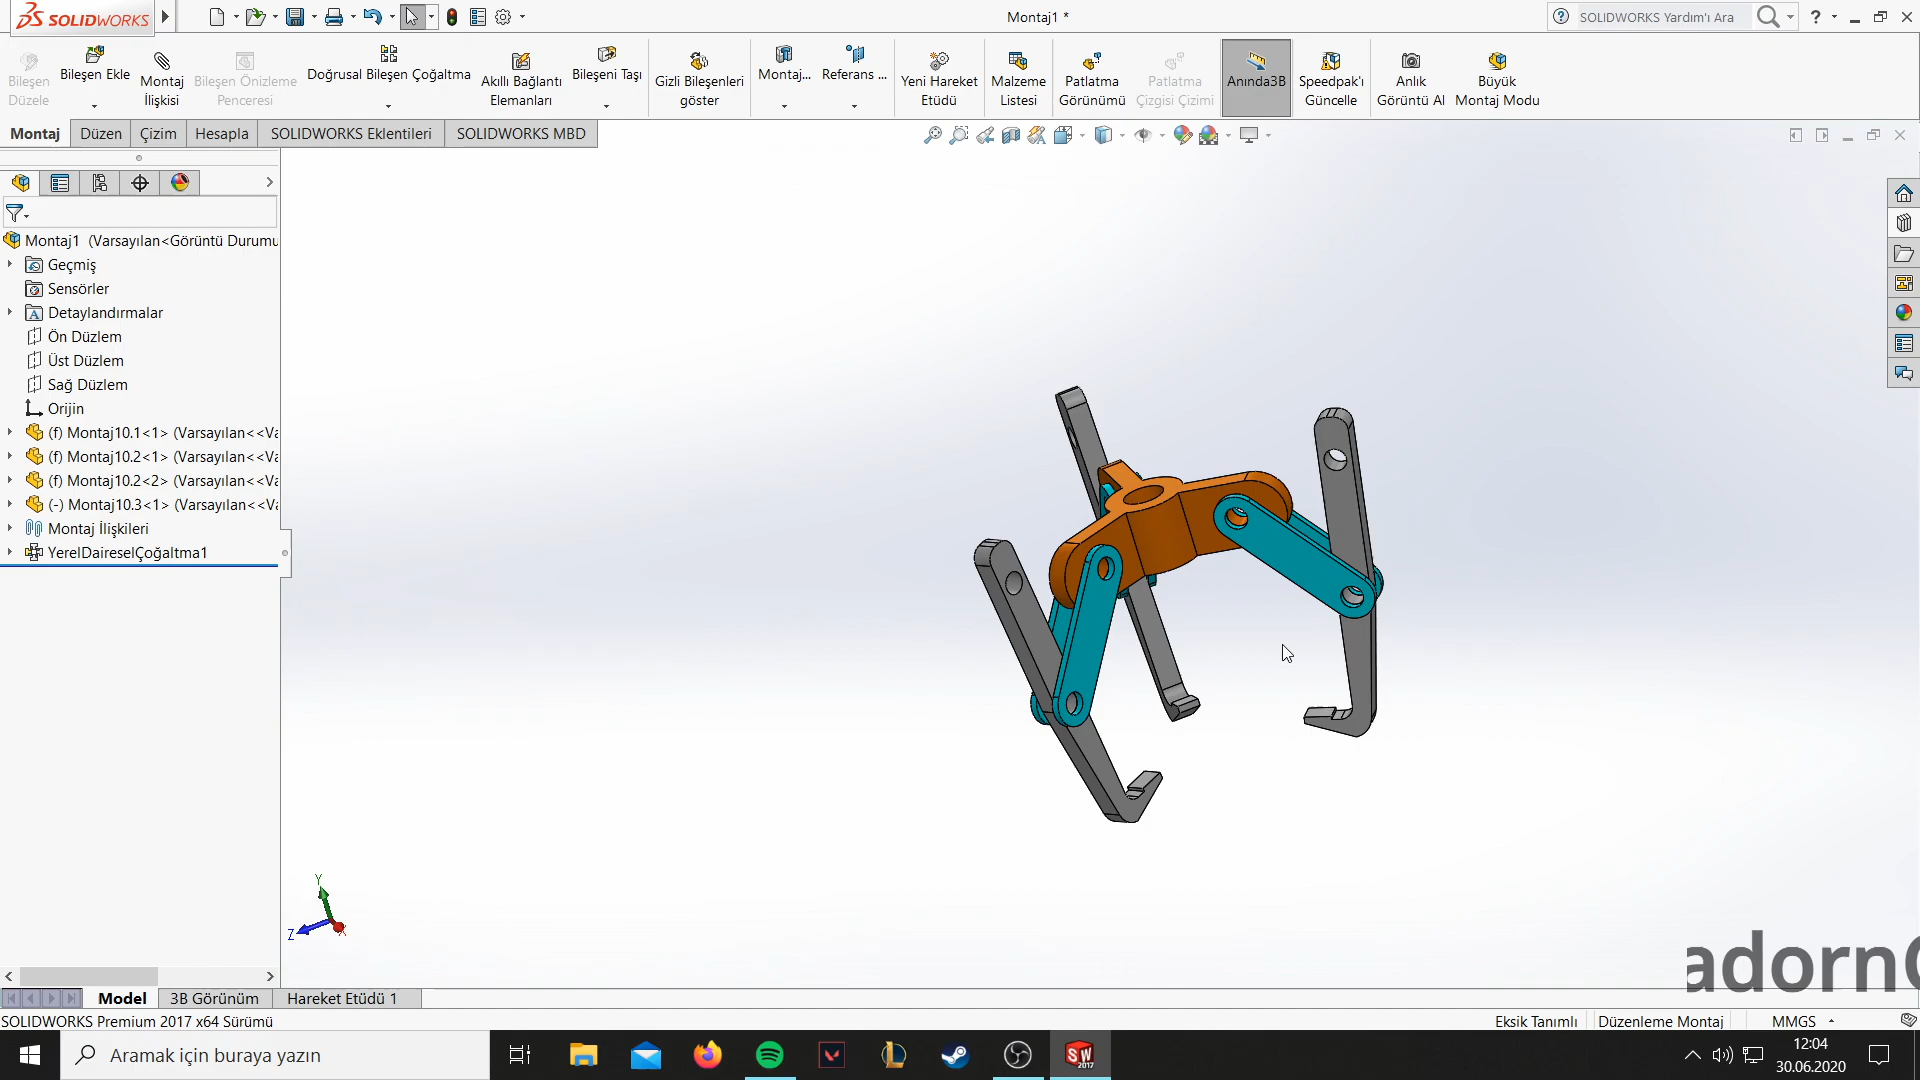 SOLIDWORKS
Montaj1 *
SOLIDWORKS Yardım'ı Ara
Bileşen Düzele
Bileşen Ekle
Montaj İlişkisi
Bileşen Önizleme Penceresi
Doğrusal Bileşen Çoğaltma
Akıllı Bağlantı Elemanları
Bileşeni Taşı
Gizli Bileşenleri göster
Montaj...
Referans ...
Yeni Hareket Etüdü
Malzeme Listesi
Patlatma Görünümü
Patlatma Çizgisi Çizimi
Anında3B
Speedpak'ı Güncelle
Anlık Görüntü Al
Büyük Montaj Modu
Montaj
Düzen
Çizim
Hesapla
SOLIDWORKS Eklentileri
SOLIDWORKS MBD
Montaj1 (Varsayılan<Görüntü Durumu
Geçmiş
Sensörler
Detaylandırmalar
Ön Düzlem
Üst Düzlem
Sağ Düzlem
Orijin
(f) Montaj10.1<1> (Varsayılan<<Va
(f) Montaj10.2<1> (Varsayılan<<Va
(f) Montaj10.2<2> (Varsayılan<<Va
(-) Montaj10.3<1> (Varsayılan<<Va
Montaj İlişkileri
YerelDaireselÇoğaltma1
Y
Z
X
adorn
Model
3B Görünüm
Hareket Etüdü 1
SOLIDWORKS Premium 2017 x64 Sürümü
Eksik Tanımlı
Düzenleme Montaj
MMGS
Aramak için buraya yazın
SW
2017
12:04
30.06.2020